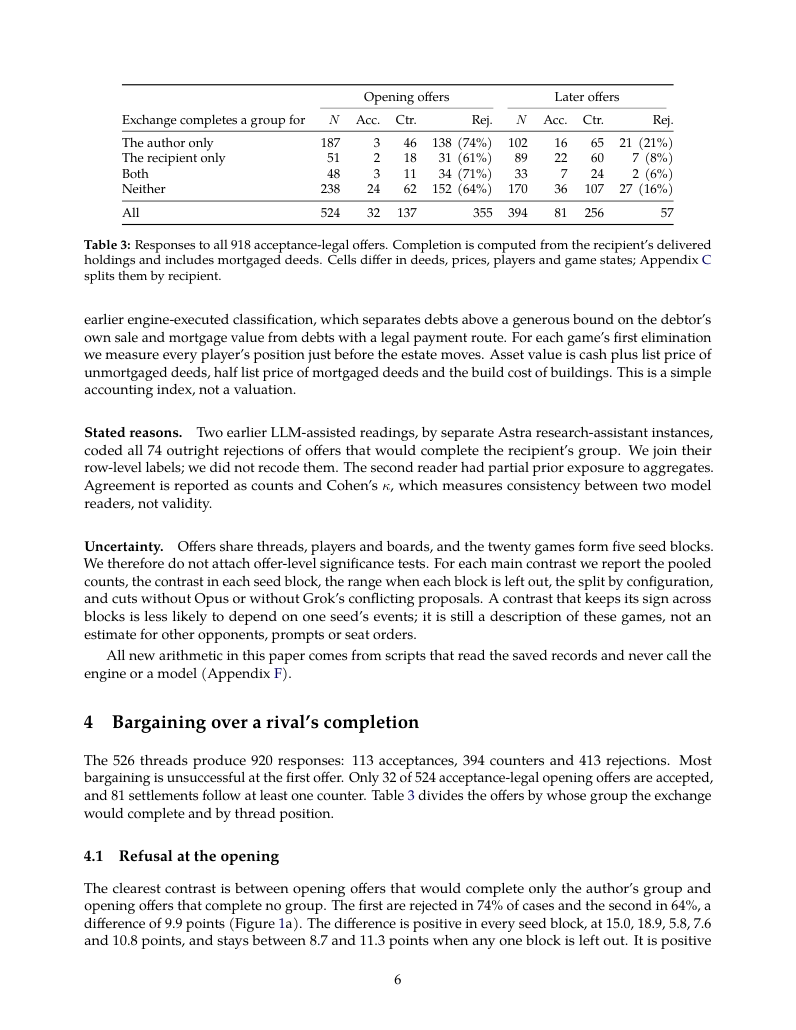 Opening offers Later offers
Exchange completes a group for N Acc. Ctr. Rej. N Acc. Ctr. Rej.
The author only 187 3 46 138 (74%) 102 16 65 21 (21%)
The recipient only 51 2 18 31 (61%) 89 22 60 7 (8%)
Both 48 3 11 34 (71%) 33 7 24 2 (6%)
Neither 238 24 62 152 (64%) 170 36 107 27 (16%)
All 524 32 137 355 394 81 256 57
Table 3: Responses to all 918 acceptance-legal offers. Completion is computed from the recipient's delivered
holdings and includes mortgaged deeds. Cells differ in deeds, prices, players and game states; Appendix C
splits them by recipient.
earlier engine-executed classification, which separates debts above a generous bound on the debtor's
own sale and mortgage value from debts with a legal payment route. For each game's first elimination
we measure every player's position just before the estate moves. Asset value is cash plus list price of
unmortgaged deeds, half list price of mortgaged deeds and the build cost of buildings. This is a simple
accounting index, not a valuation.
Stated reasons. Two earlier LLM-assisted readings, by separate Astra research-assistant instances,
coded all 74 outright rejections of offers that would complete the recipient's group. We join their
row-level labels; we did not recode them. The second reader had partial prior exposure to aggregates.
Agreement is reported as counts and Cohen's κ, which measures consistency between two model
readers, not validity.
Uncertainty. Offers share threads, players and boards, and the twenty games form five seed blocks.
We therefore do not attach offer-level significance tests. For each main contrast we report the pooled
counts, the contrast in each seed block, the range when each block is left out, the split by configuration,
and cuts without Opus or without Grok's conflicting proposals. A contrast that keeps its sign across
blocks is less likely to depend on one seed's events; it is still a description of these games, not an
estimate for other opponents, prompts or seat orders.
All new arithmetic in this paper comes from scripts that read the saved records and never call the
engine or a model (Appendix F).
4 Bargaining over a rival's completion
The 526 threads produce 920 responses: 113 acceptances, 394 counters and 413 rejections. Most
bargaining is unsuccessful at the first offer. Only 32 of 524 acceptance-legal opening offers are accepted,
and 81 settlements follow at least one counter. Table 3 divides the offers by whose group the exchange
would complete and by thread position.
4.1 Refusal at the opening
The clearest contrast is between opening offers that would complete only the author's group and
opening offers that complete no group. The first are rejected in 74% of cases and the second in 64%, a
difference of 9.9 points (Figure 1a). The difference is positive in every seed block, at 15.0, 18.9, 5.8, 7.6
and 10.8 points, and stays between 8.7 and 11.3 points when any one block is left out. It is positive
6